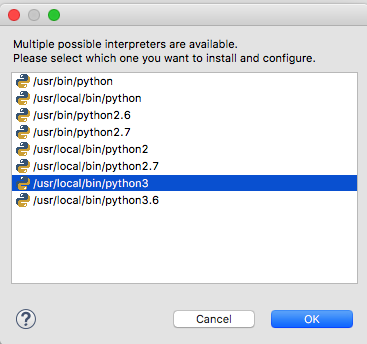 Multiple possible interpreters are available.
Please select which one you want to install and configure.
/usr/bin/python
/usr/local/bin/python
/usr/bin/python2.6
/usr/bin/python2.7
/usr/local/bin/python2
/usr/local/bin/python2.7
/usr/local/bin/python3
/usr/local/bin/python3.6
?
Cancel
OK